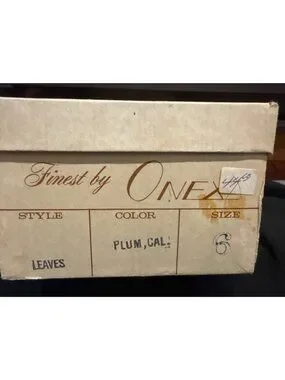 Finest by ONEX
STYLE COLOR SIZE
PLUM, CAL.
6
LEAVES